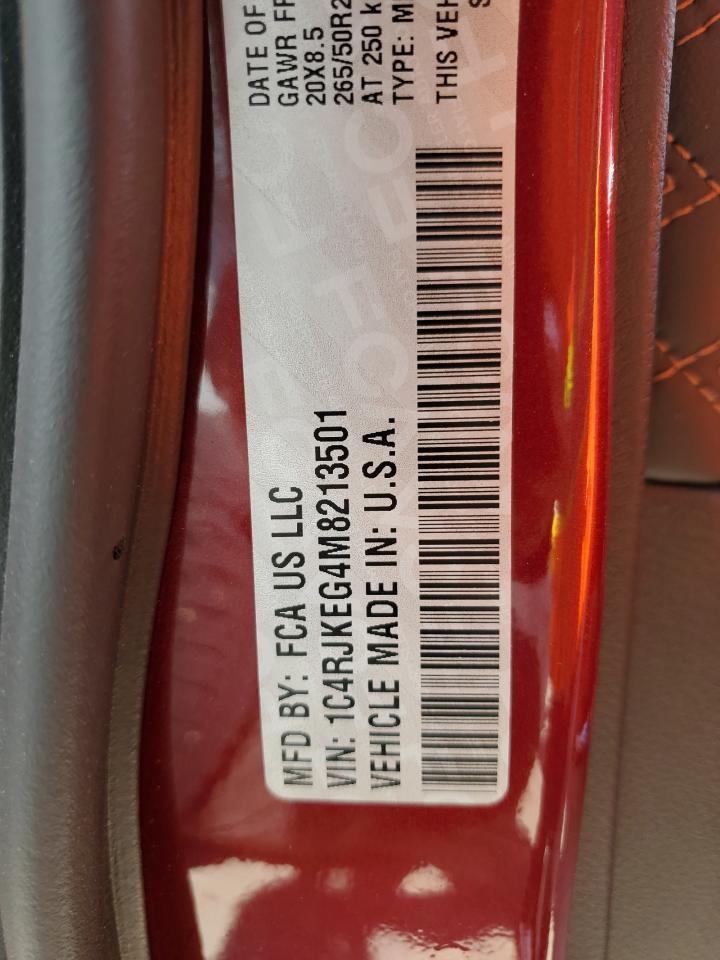 MFD BY: FCA US LLC
VIN: 1C4RJKEG4M8213501
VEHICLE MADE IN: U.S.A.
DATE OF
GAWR FR
20X8.5
265/50R2
AT 250 k
TYPE: M
THIS VEH
S